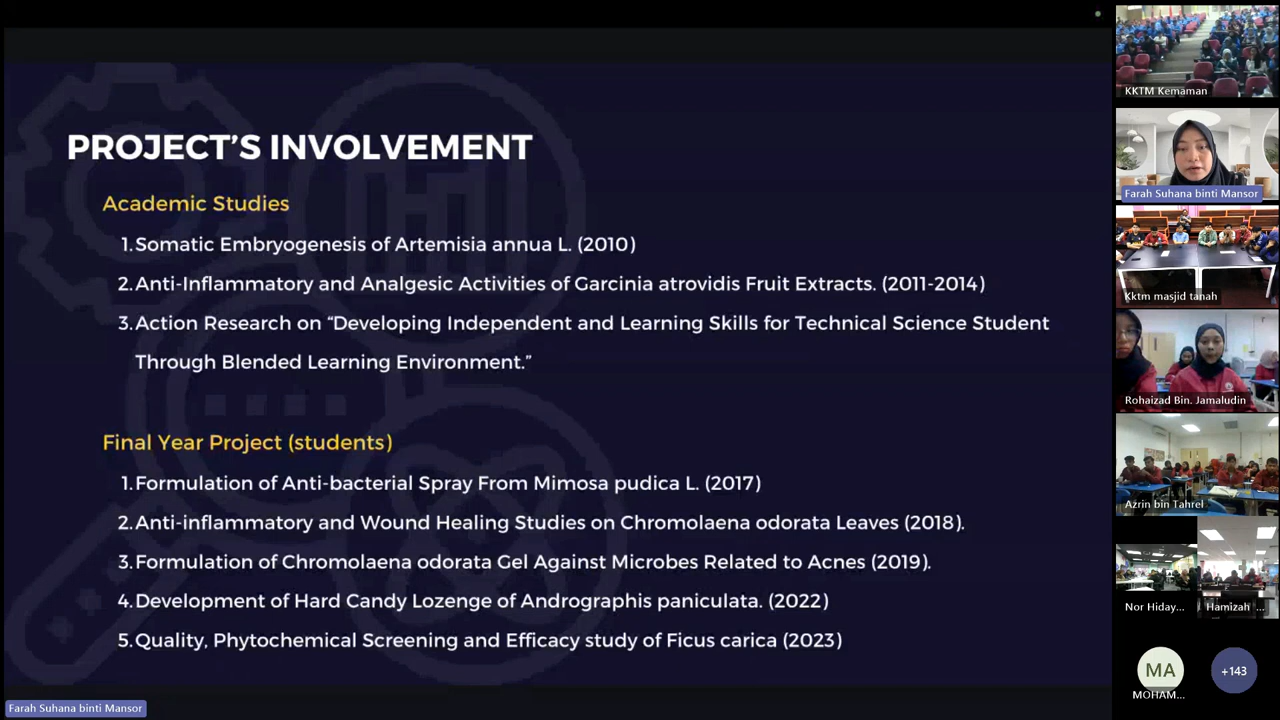 PROJECT'S INVOLVEMENT
Academic Studies
1.Somatic Embryogenesis of Artemisia annua L. (2010)
2.Anti-Inflammatory and Analgesic Activities of Garcinia atrovidis Fruit Extracts. (2011-2014)
3.Action Research on “Developing Independent and Learning Skills for Technical Science Student
Through Blended Learning Environment.”
Final Year Project (students)
1.Formulation of Anti-bacterial Spray From Mimosa pudica L. (2017)
2.Anti-inflammatory and Wound Healing Studies on Chromolaena odorata Leaves (2018).
3.Formulation of Chromolaena odorata Gel Against Microbes Related to Acnes (2019).
4.Development of Hard Candy Lozenge of Andrographis paniculata. (2022)
5.Quality, Phytochemical Screening and Efficacy study of Ficus carica (2023)
Farah Suhana binti Mansor
KKTM Kemaman
Farah Suhana binti Mansor
Kktm masjid tanah
Rohaizad Bin. Jamaludin
Azrin bin Tahrel
Nor Hiday...
Hamizah ...
MA
MOHAM...
+143